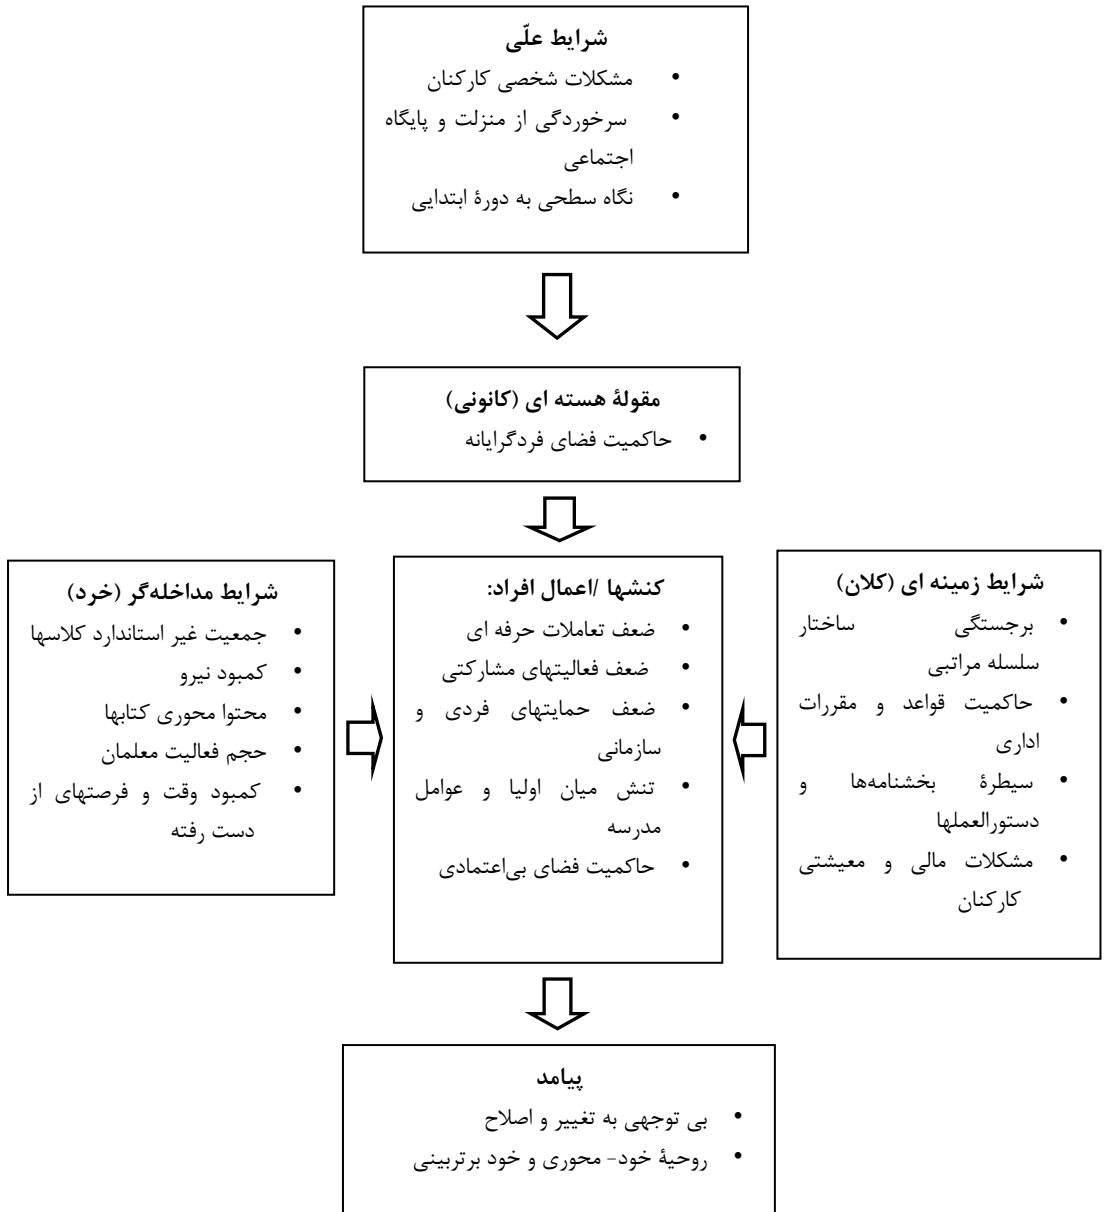 شرایط علّی
• مشکلات شخصی کارکنان
• سرخوردگی از منزلت و پایگاه
اجتماعی
• نگاه سطحی به دورۀ ابتدایی
مقولۀ هسته ای (کانونی)
• حاکمیت فضای فردگرایانه
شرایط زمینه ای (کلان)
• برجستگی ساختار
سلسله مراتبی
• حاکمیت قواعد و مقررات
اداری
• سیطرۀ بخشنامه‌ها و
دستورالعملها
• مشکلات مالی و معیشتی
کارکنان
کنشها /اعمال افراد:
• ضعف تعاملات حرفه ای
• ضعف فعالیتهای مشارکتی
• ضعف حمایتهای فردی و
سازمانی
• تنش میان اولیا و عوامل
مدرسه
• حاکمیت فضای بی‌اعتمادی
شرایط مداخله‌گر (خرد)
• جمعیت غیر استاندارد کلاسها
• کمبود نیرو
• محتوا محوری کتابها
• حجم فعالیت معلمان
• کمبود وقت و فرصتهای از
دست رفته
پیامد
• بی توجهی به تغییر و اصلاح
• روحیۀ خود- محوری و خود برتربینی